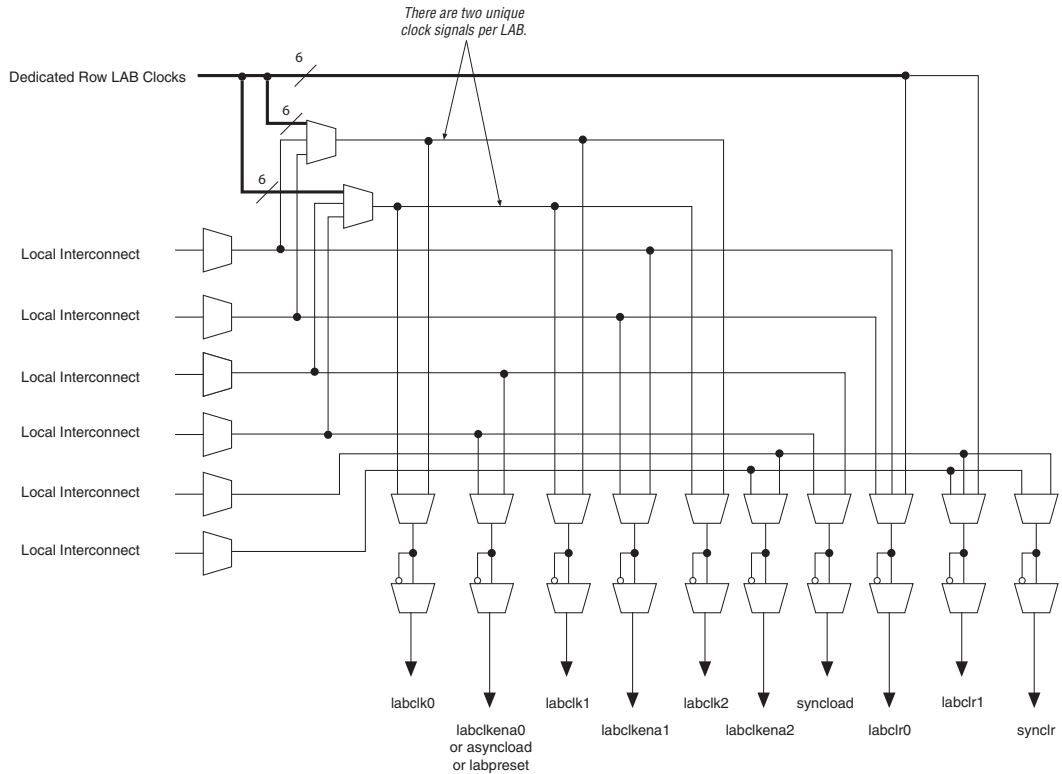 There are two unique
clock signals per LAB.
6
Dedicated Row LAB Clocks
6
6
Local Interconnect
Local Interconnect
Local Interconnect
Local Interconnect
Local Interconnect
Local Interconnect
labclk0
labclk1
labclk2
syncload
labclr1
labclkena0
or asyncload
or labpreset
labclkena1
labclkena2
labclr0
synclr